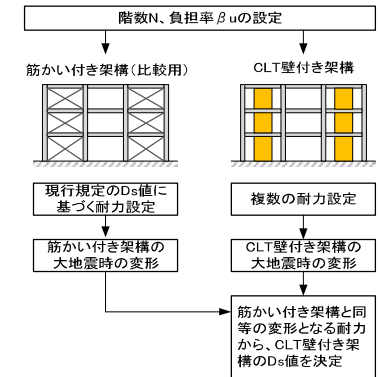 階数N、負担率βuの設定
筋かい付き架構(比較用)
CLT壁付き架構
現行規定のDs値に
基づく耐力設定
複数の耐力設定
筋かい付き架構の
大地震時の変形
CLT壁付き架構の
大地震時の変形
筋かい付き架構と同
等の変形となる耐力
から、CLT壁付き架
構のDs値を決定